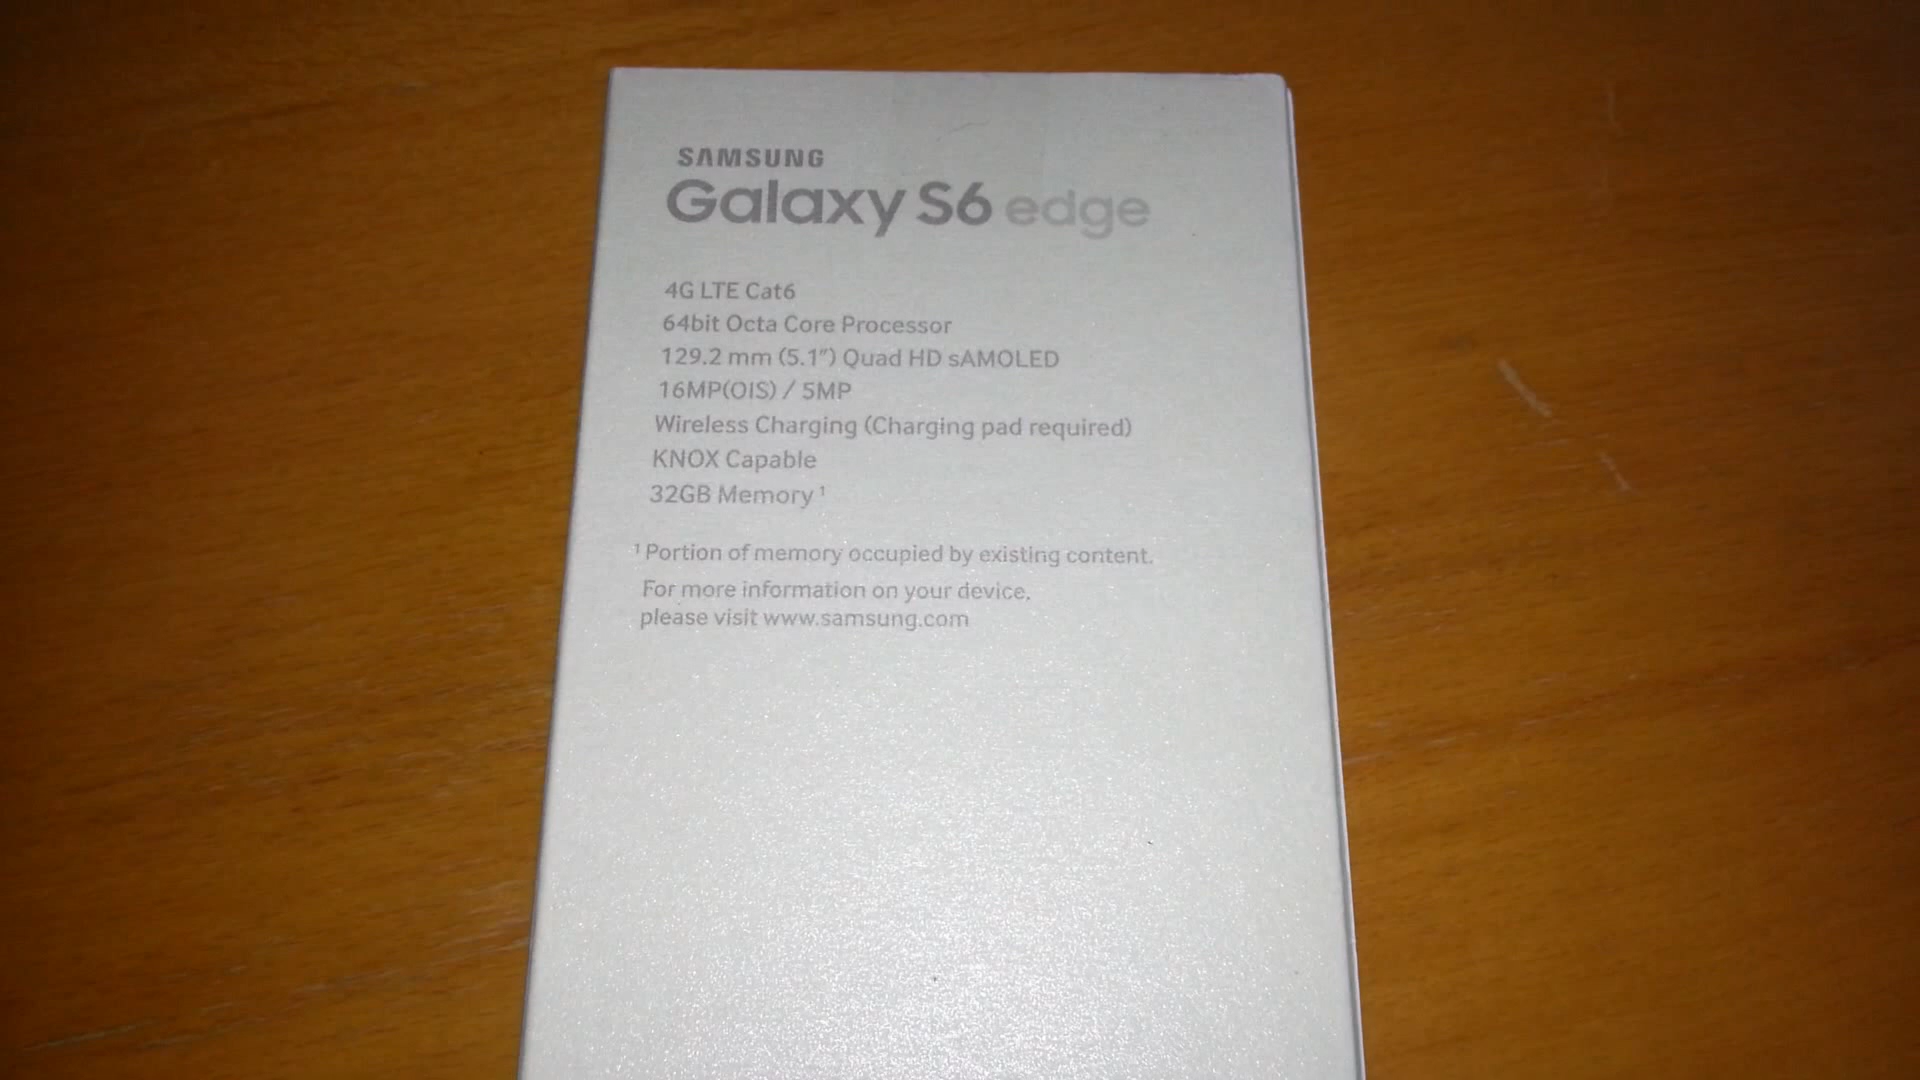 SAMSUNG
Galaxy S6 edge
4G LTE Cat6
64bit Octa Core Processor
129.2 mm (5.1") Quad HD sAMOLED
16MP(OIS) / 5MP
Wireless Charging (Charging pad required)
KNOX Capable
32GB Memory ¹
¹ Portion of memory occupied by existing content.
For more information on your device,
please visit www.samsung.com